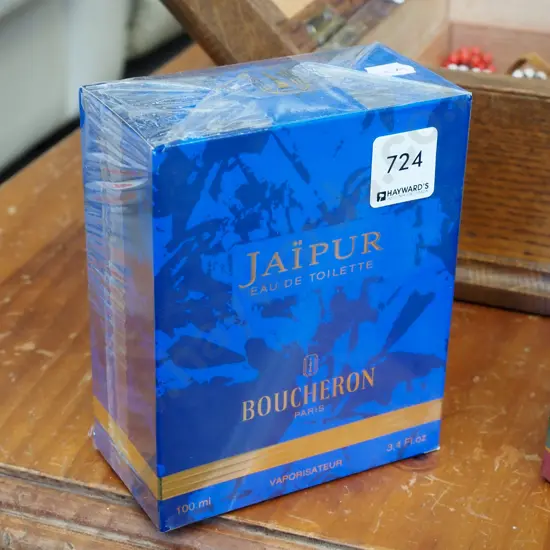 724
HAYWARD'S
JAÏPUR
EAU DE TOILETTE
BOUCHERON
PARIS
100 ml
VAPORISATEUR
3,4 Fl.oz